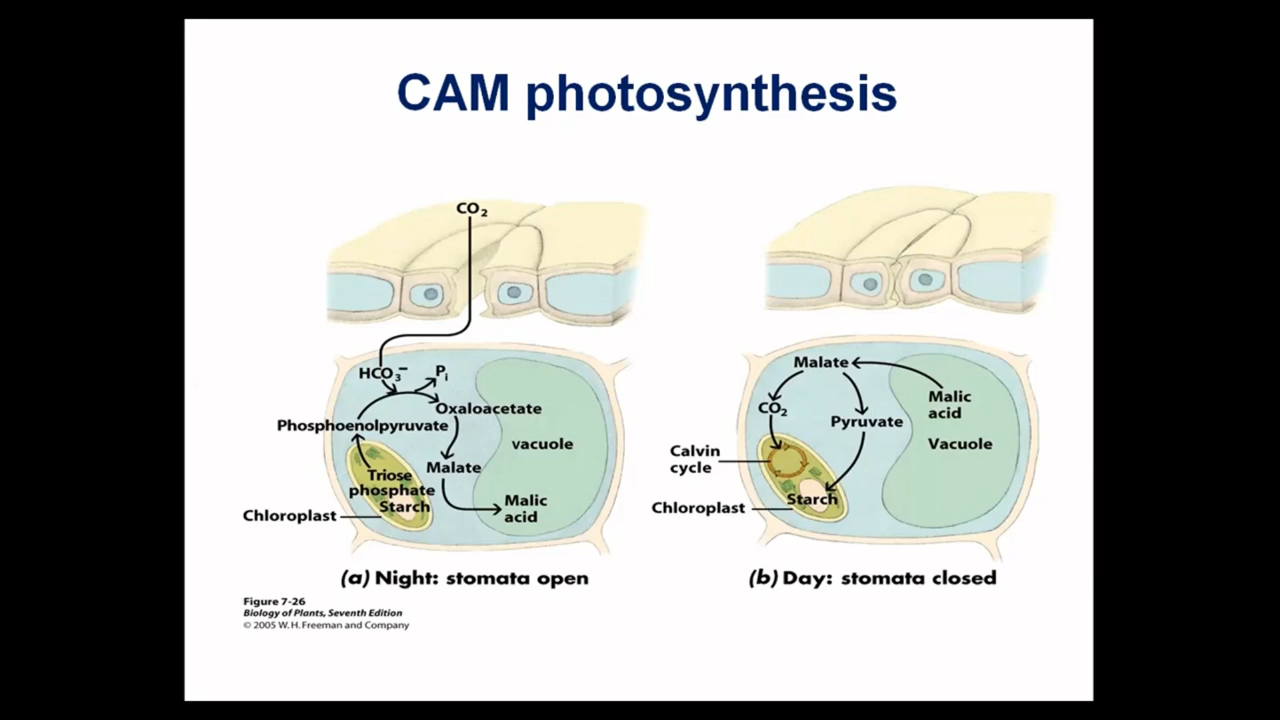 CAM photosynthesis
CO₂
HCO₃⁻
Pᵢ
Oxaloacetate
Phosphoenolpyruvate
vacuole
Malate
Triose
phosphate
Starch
Malic
acid
Chloroplast
(a) Night: stomata open
Malate
CO₂
Malic
acid
Pyruvate
Vacuole
Calvin
cycle
Starch
Chloroplast
(b) Day: stomata closed
Figure 7-26
Biology of Plants, Seventh Edition
© 2005 W. H. Freeman and Company